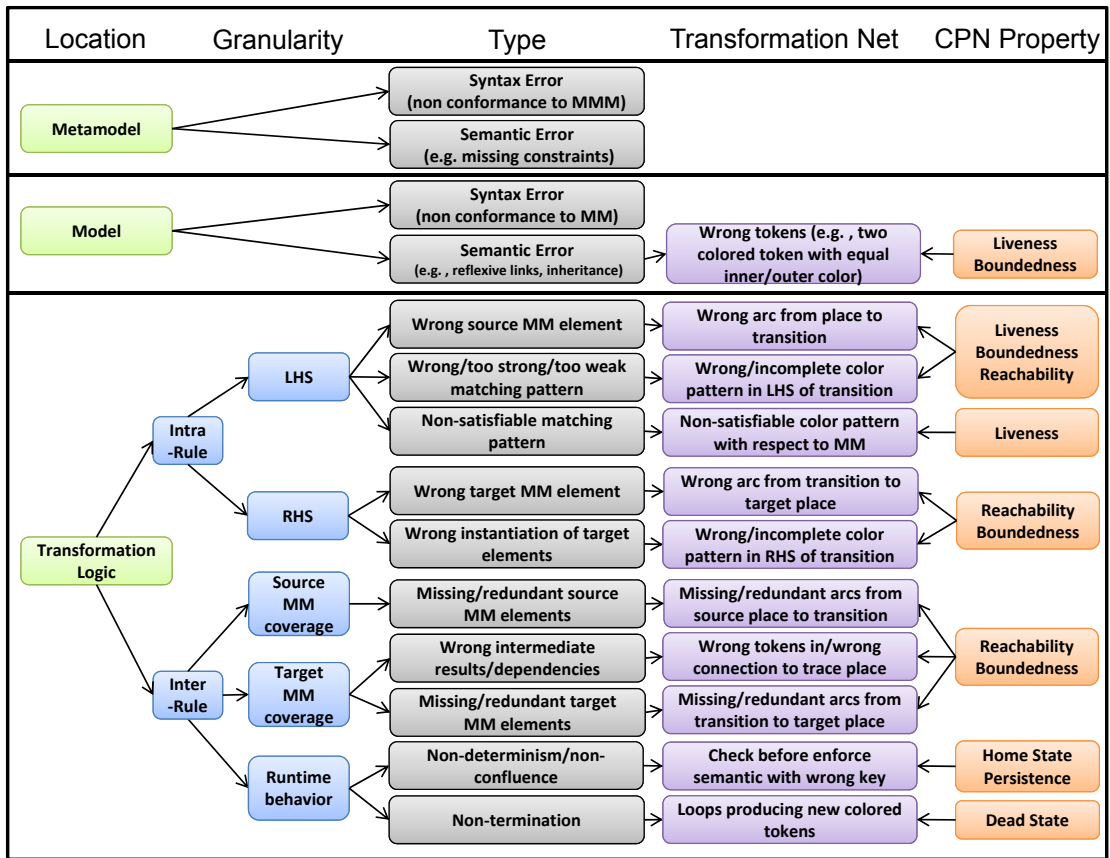 Location Granularity Type Transformation Net CPN Property
Metamodel
Syntax Error
(non conformance to MMM)
Semantic Error
(e.g. missing constraints)
Model
Syntax Error
(non conformance to MM)
Semantic Error
(e.g. , reflexive links, inheritance)
Wrong tokens (e.g. , two
colored token with equal
inner/outer color)
Liveness
Boundedness
Transformation
Logic
Intra
-Rule
LHS
Wrong source MM element
Wrong arc from place to
transition
Wrong/too strong/too weak
matching pattern
Wrong/incomplete color
pattern in LHS of transition
Liveness
Boundedness
Reachability
Non-satisfiable matching
pattern
Non-satisfiable color pattern
with respect to MM
Liveness
RHS
Wrong target MM element
Wrong arc from transition to
target place
Wrong instantiation of target
elements
Wrong/incomplete color
pattern in RHS of transition
Reachability
Boundedness
Inter
-Rule
Source
MM
coverage
Missing/redundant source
MM elements
Missing/redundant arcs from
source place to transition
Target
MM
coverage
Wrong intermediate
results/dependencies
Wrong tokens in/wrong
connection to trace place
Missing/redundant target
MM elements
Missing/redundant arcs from
transition to target place
Reachability
Boundedness
Runtime
behavior
Non-determinism/non-
confluence
Check before enforce
semantic with wrong key
Home State
Persistence
Non-termination
Loops producing new colored
tokens
Dead State